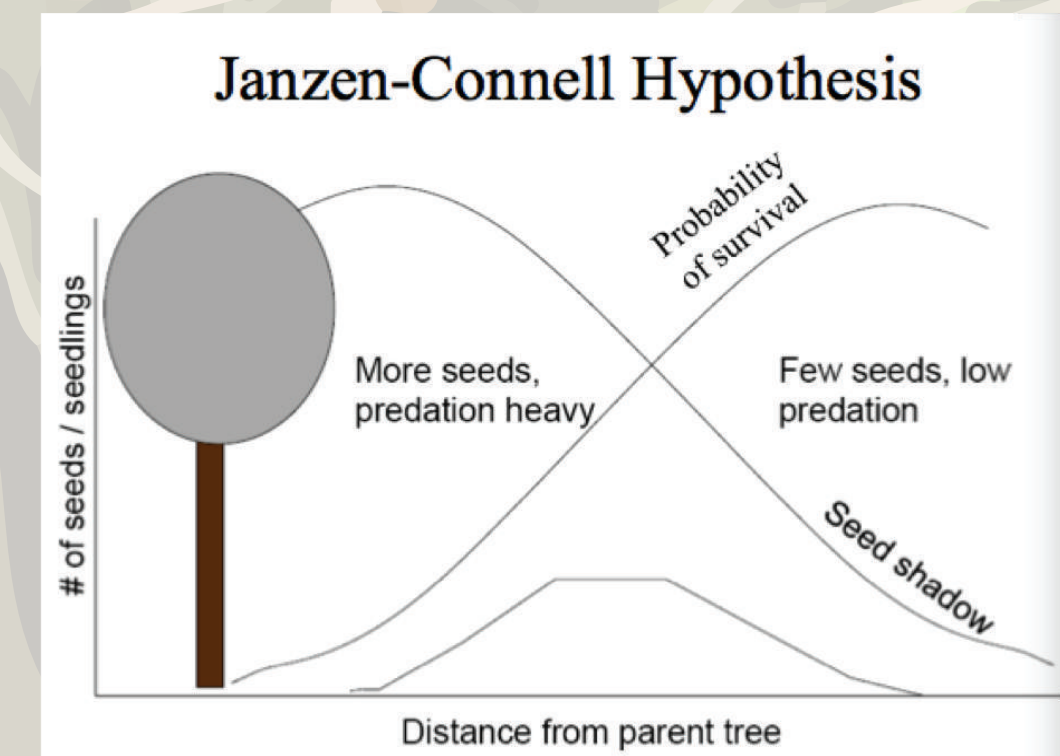 Janzen-Connell Hypothesis
Probability
of survival
# of seeds / seedlings
More seeds,
predation heavy
Few seeds, low
predation
Seed shadow
Distance from parent tree